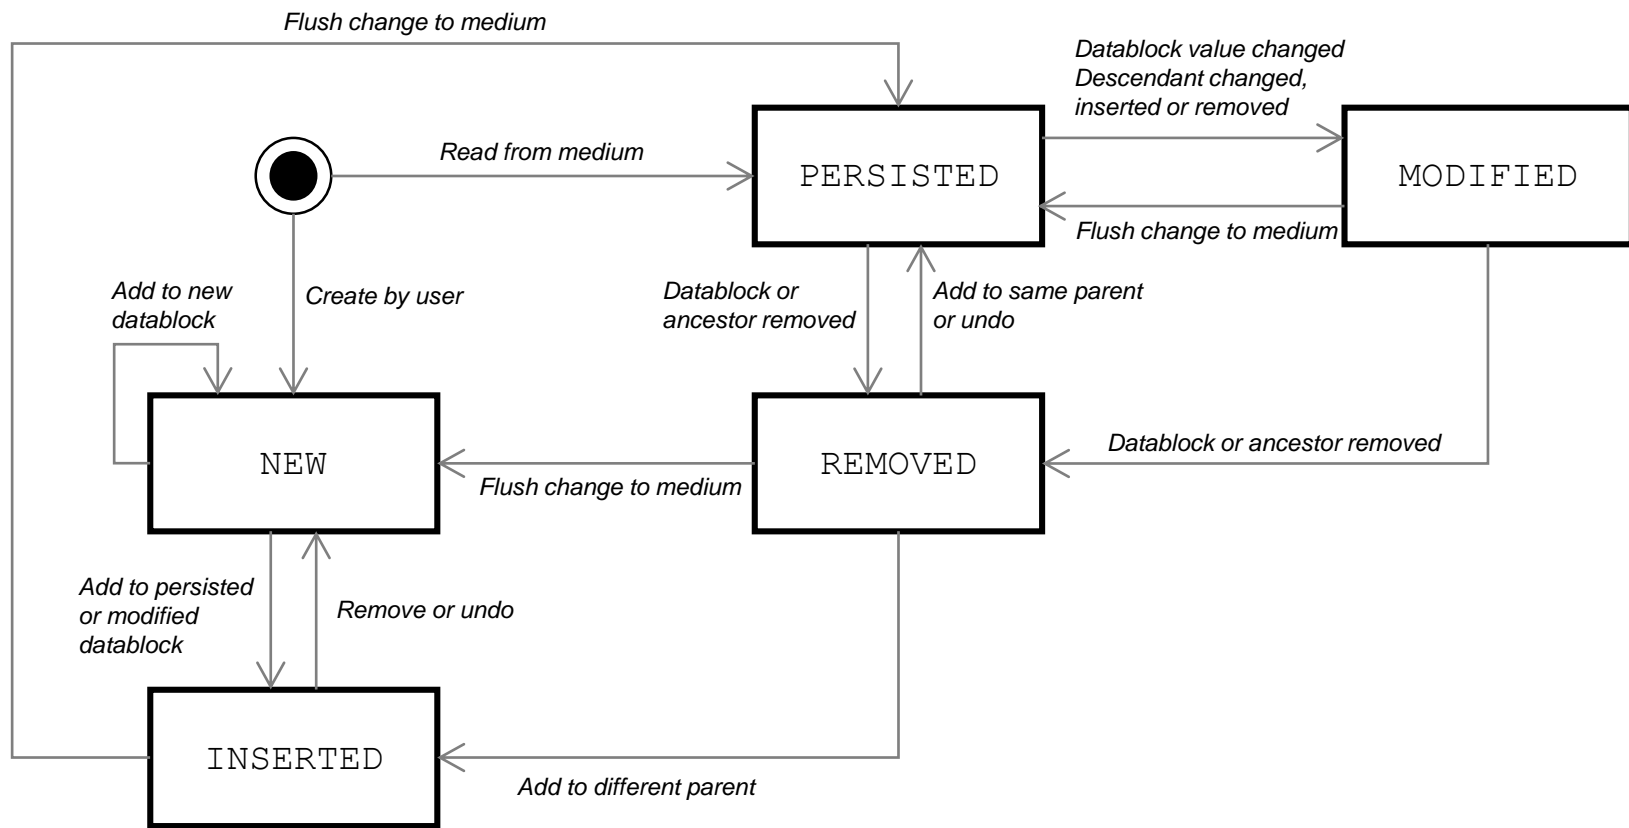 Flush change to medium
Datablock value changed
Descendant changed,
inserted or removed
Read from medium
PERSISTED
MODIFIED
Flush change to medium
Add to new
datablock
Create by user
Datablock or
ancestor removed
Add to same parent
or undo
NEW
REMOVED
Datablock or ancestor removed
Flush change to medium
Add to persisted
or modified
datablock
Remove or undo
INSERTED
Add to different parent